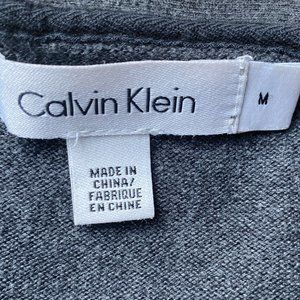 Calvin Klein
M
MADE IN
CHINA/
FABRIQUE
EN CHINE